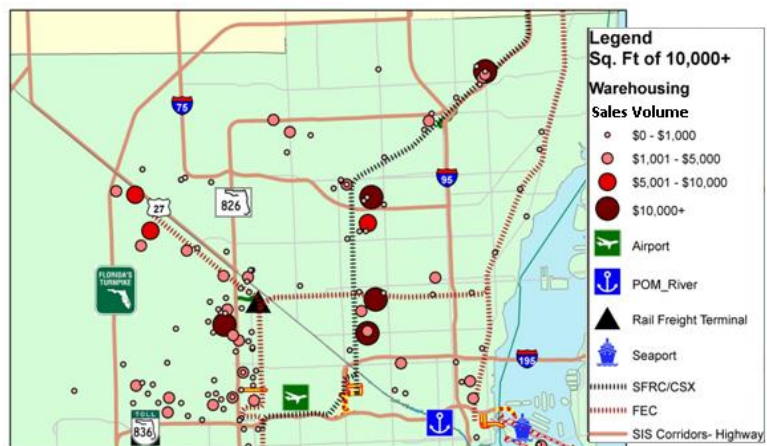 Legend
Sq. Ft of 10,000+
Warehousing
Sales Volume
$0 - $1,000
$1,001 - $5,000
$5,001 - $10,000
$10,000+
Airport
POM_River
Rail Freight Terminal
Seaport
SFRC/CSX
FEC
SIS Corridors- Highway
75
95
27
826
FLORIDA'S
TURNPIKE
195
TOLL
836